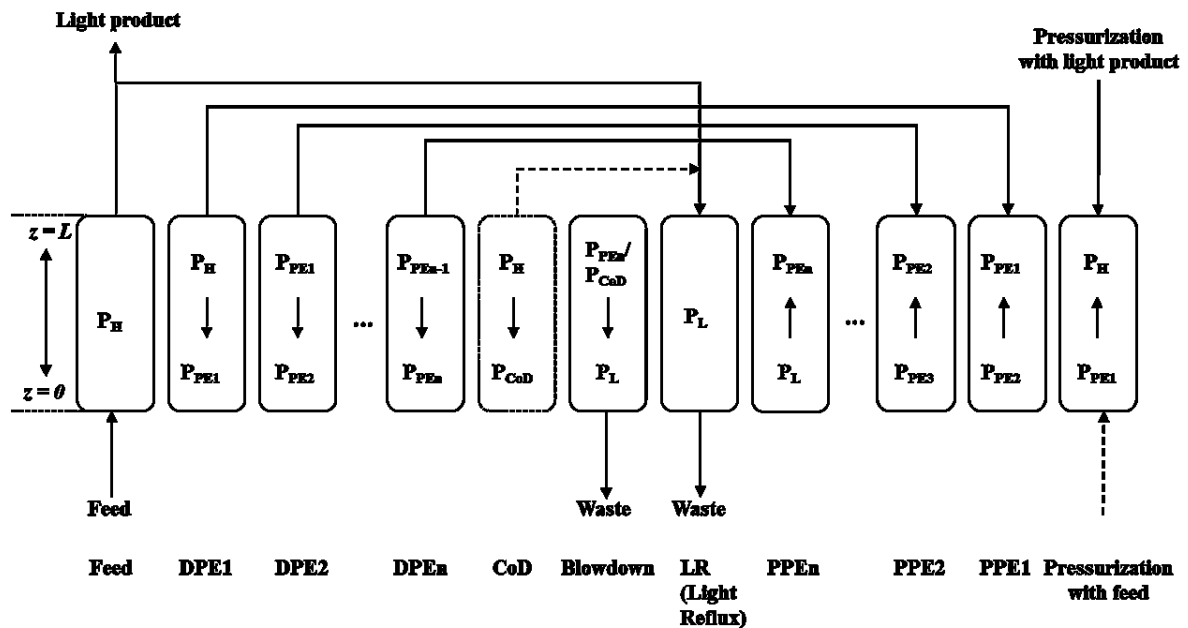 Light product
Pressurization
with light product
z = L
z = 0
P_H
P_H
P_PE1
P_PE1
P_PE2
...
P_PEn-1
P_PEn
P_H
P_CoD
P_PEn/
P_CoD
P_L
P_L
P_PEn
P_L
...
P_PE2
P_PE3
P_PE1
P_PE2
P_H
P_PE1
Feed
Waste
Waste
Feed
DPE1
DPE2
DPEn
CoD
Blowdown
LR
(Light
Reflux)
PPEn
PPE2
PPE1
Pressurization
with feed